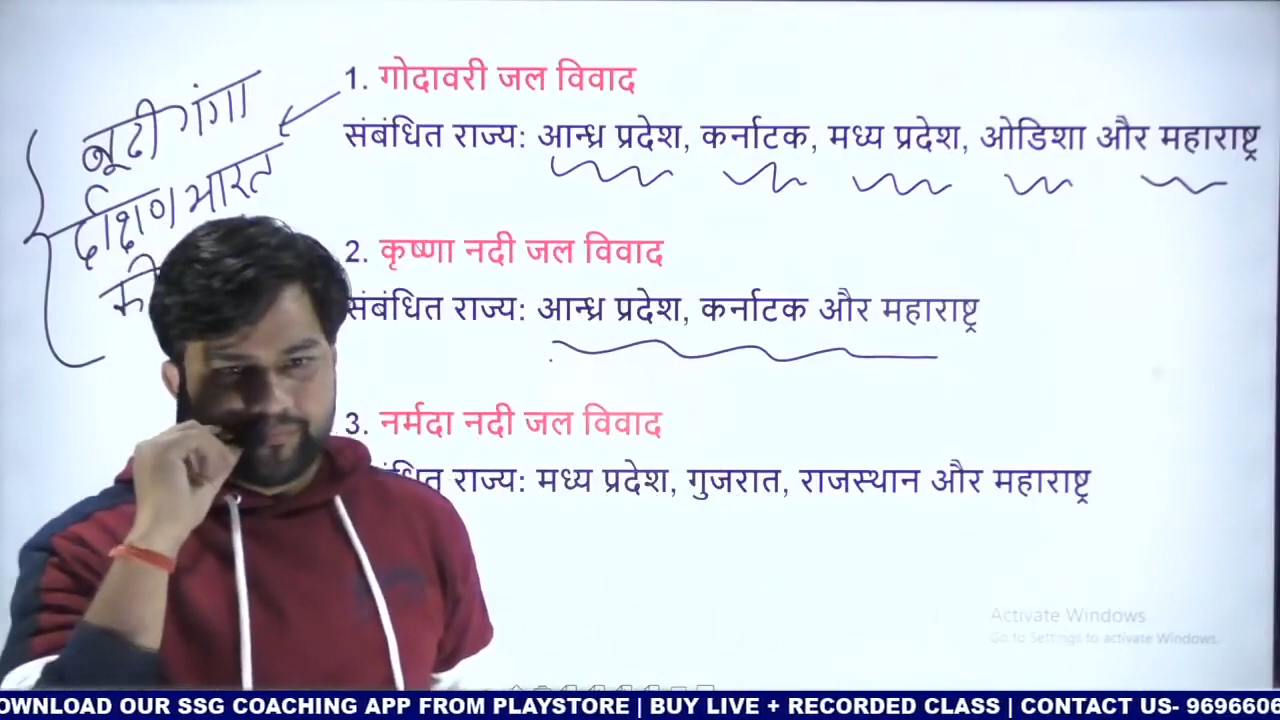 बूढी गंगा
दक्षिण भारत
की
1. गोदावरी जल विवाद
संबंधित राज्य: आन्ध्र प्रदेश, कर्नाटक, मध्य प्रदेश, ओडिशा और महाराष्ट्र
2. कृष्णा नदी जल विवाद
संबंधित राज्य: आन्ध्र प्रदेश, कर्नाटक और महाराष्ट्र
3. नर्मदा नदी जल विवाद
राज्य: मध्य प्रदेश, गुजरात, राजस्थान और महाराष्ट्र
Activate Windows
Go to Settings to activate Windows.
OWNLOAD OUR SSG COACHING APP FROM PLAYSTORE | BUY LIVE + RECORDED CLASS | CONTACT US- 9696606